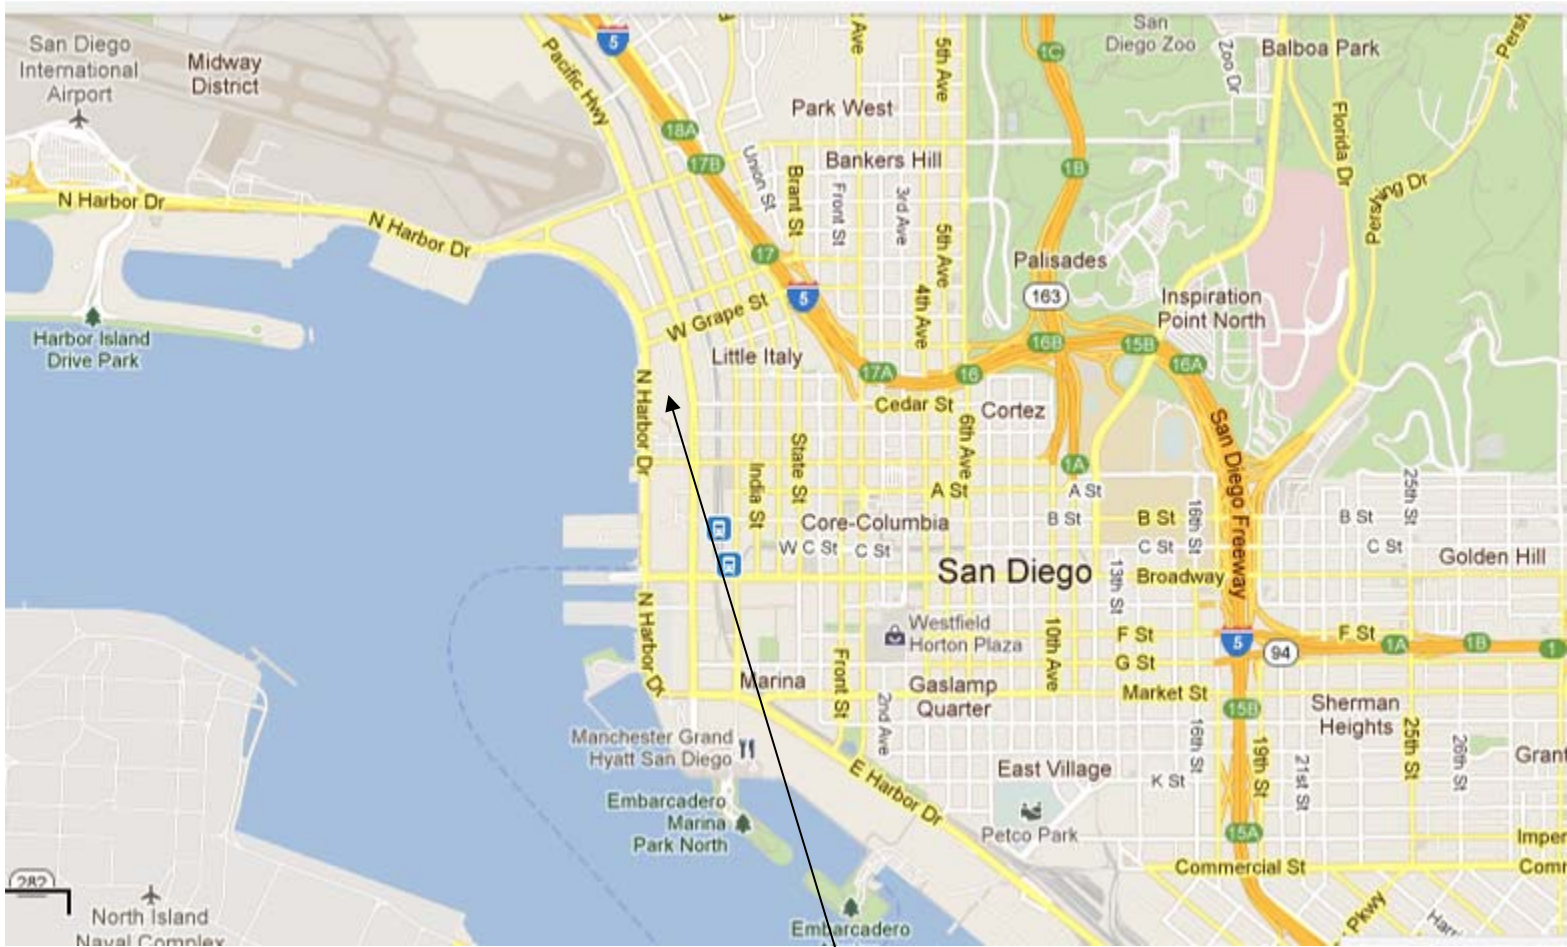 San Diego
International
Airport
Midway
District
Pacific Hwy
5
Ave
5th Ave
1C
San
Diego Zoo
Zoo Dr
Balboa Park
Florida Dr
Park West
18A
17B
Union St
Brant St
Bankers Hill
Front St
3rd Ave
5th Ave
4th Ave
1B
Pershing Dr
N Harbor Dr
N Harbor Dr
17
5
Palisades
163
Inspiration
Point North
W Grape St
Harbor Island
Drive Park
Little Italy
17A
16
16B
15B
16A
N Harbor Dr
Cedar St
Cortez
6th Ave
San Diego Freeway
State St
India St
1A
A St
A St
25th St
Core-Columbia
B St
B St
16th St
B St
W C St
C St
C St
C St
Golden Hill
San Diego
13th St
Broadway
N Harbor Dr
Westfield
Horton Plaza
10th Ave
F St
5
94
F St
1A
1B
1
G St
Marina
Front St
2nd Ave
Gaslamp
Quarter
Market St
15B
Sherman
Heights
25th St
26th St
16th St
19th St
21st St
Manchester Grand
Hyatt San Diego
E Harbor Dr
East Village
K St
Grant
Embarcadero
Marina
Park North
Petco Park
15A
Imper
Commercial St
Comr
282
North Island
Naval Complex
Embarcadero
Pkwy